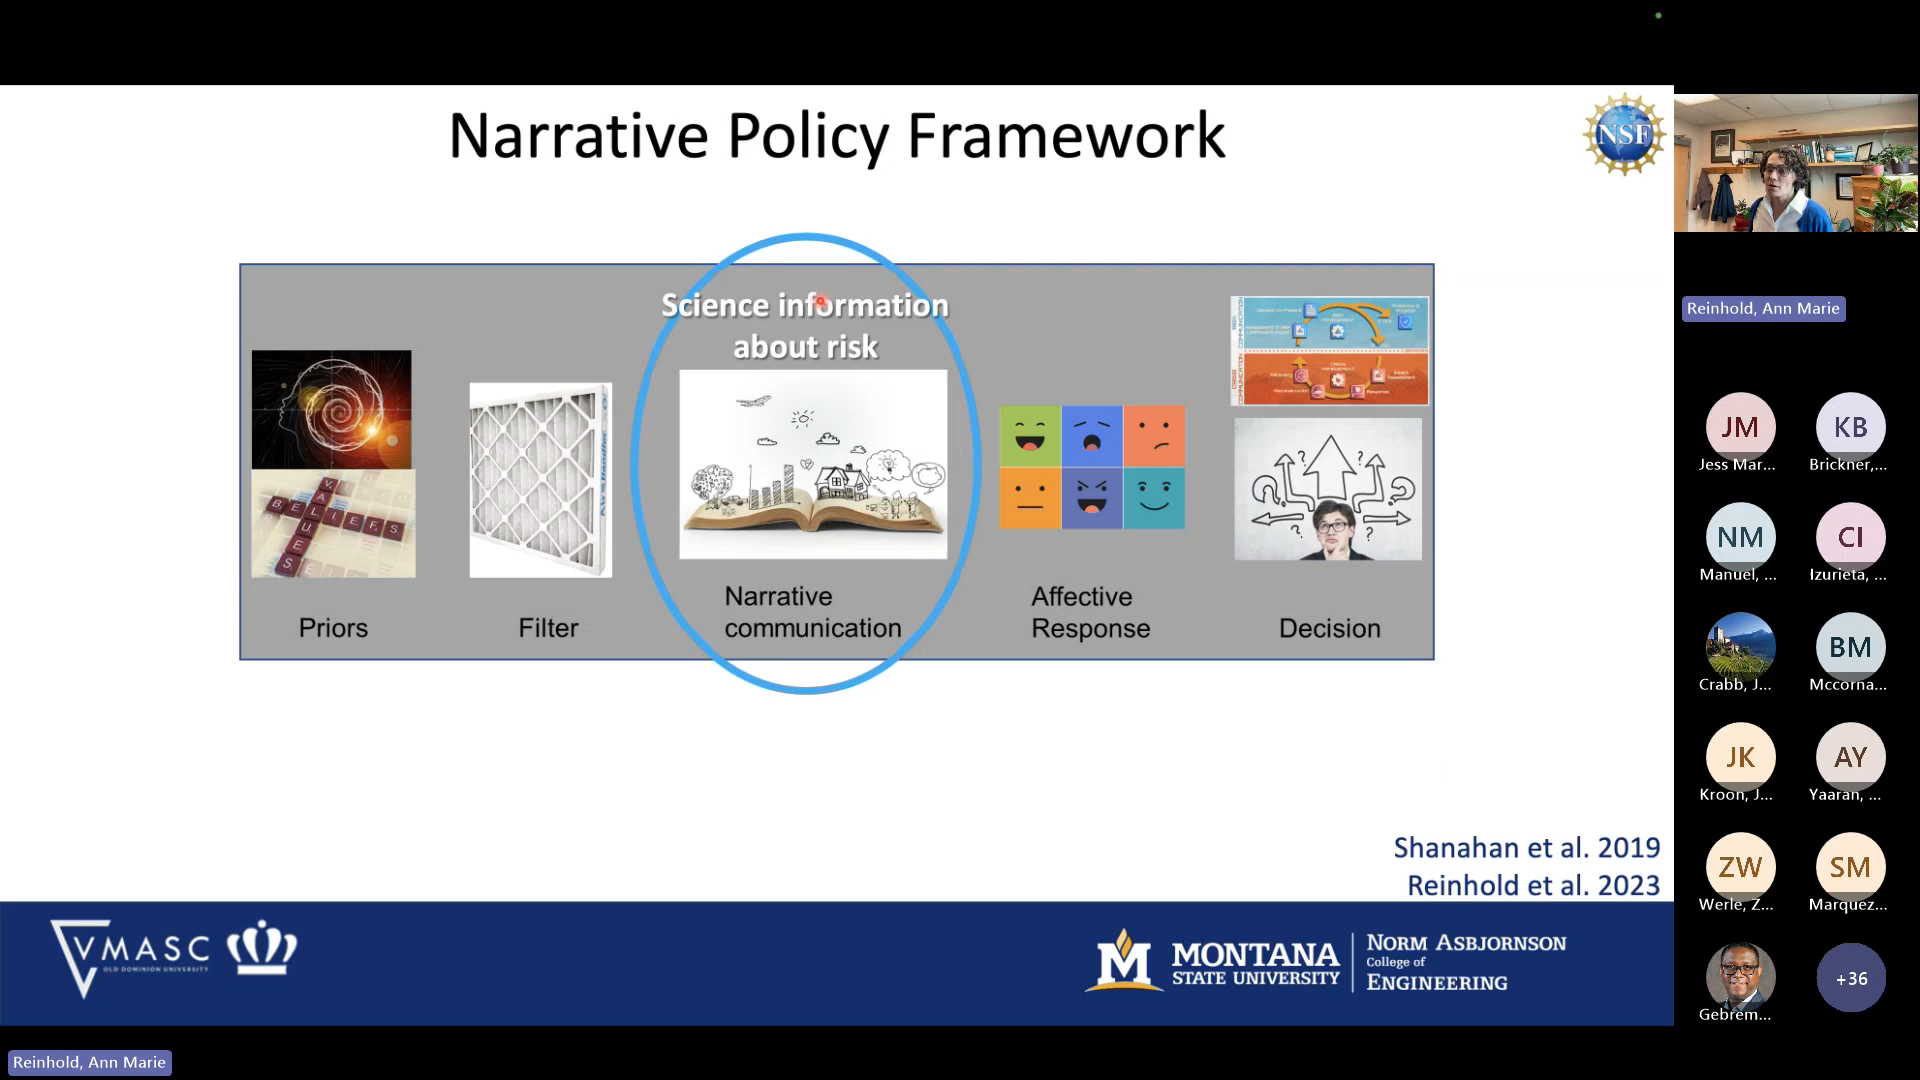 Narrative Policy Framework
NSF
Science information
about risk
VALUES
BELIEFS
Priors
Filter
Narrative
communication
Affective
Response
Decision
Shanahan et al. 2019
Reinhold et al. 2023
VMASC
OLD DOMINION UNIVERSITY
M
MONTANA
STATE UNIVERSITY
NORM ASBJORNSON
College of
ENGINEERING
Reinhold, Ann Marie
Reinhold, Ann Marie
JM
KB
Jess Mar...
Brickner,...
NM
CI
Manuel, ...
Izurieta, ...
BM
Crabb, J...
Mccorna...
JK
AY
Kroon, J...
Yaaran, ...
ZW
SM
Werle, Z...
Marquez...
+36
Gebrem...